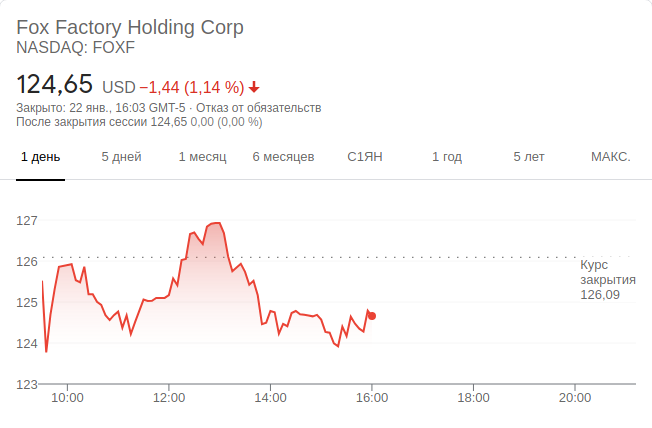 Fox Factory Holding Corp
NASDAQ: FOXF
124,65 USD −1,44 (1,14 %)
Закрыто: 22 янв., 16:03 GMT-5 · Отказ от обязательств
После закрытия сессии 124,65 0,00 (0,00 %)
1 день 5 дней 1 месяц 6 месяцев С1ЯН 1 год 5 лет МАКС.
127
126
Курс
закрытия
126,09
125
124
123
10:00 12:00 14:00 16:00 18:00 20:00